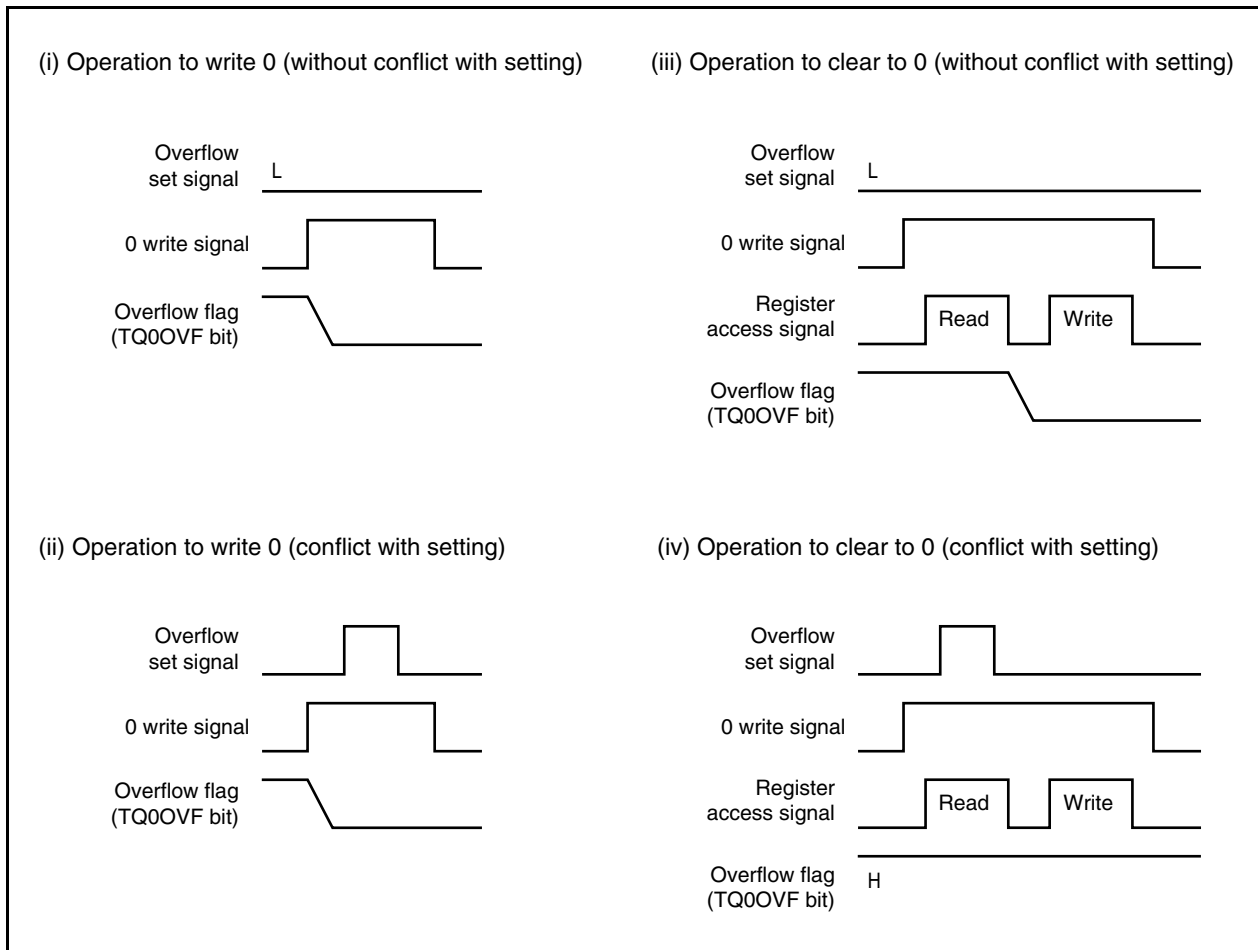 (i) Operation to write 0 (without conflict with setting)
Overflow
set signal
L
0 write signal
Overflow flag
(TQ0OVF bit)
(iii) Operation to clear to 0 (without conflict with setting)
Overflow
set signal
L
0 write signal
Register
access signal
Read
Write
Overflow flag
(TQ0OVF bit)
(ii) Operation to write 0 (conflict with setting)
Overflow
set signal
0 write signal
Overflow flag
(TQ0OVF bit)
(iv) Operation to clear to 0 (conflict with setting)
Overflow
set signal
0 write signal
Register
access signal
Read
Write
Overflow flag
(TQ0OVF bit)
H